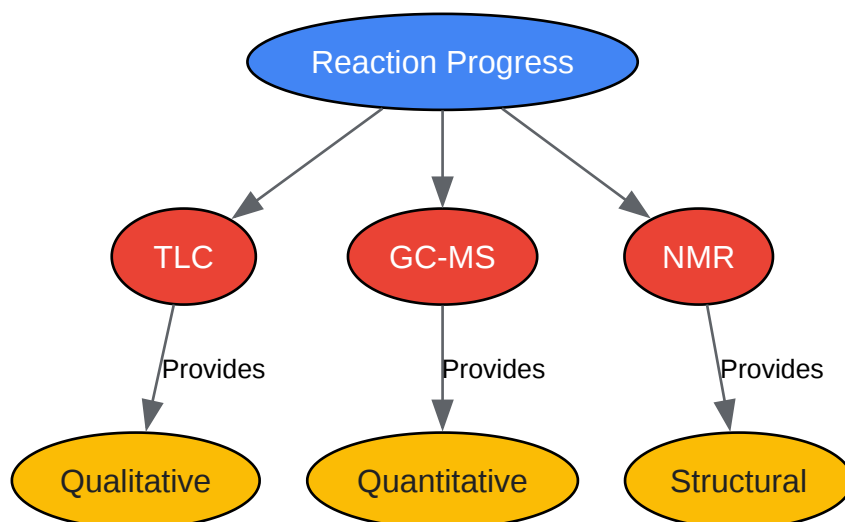 Reaction Progress
TLC
GC-MS
NMR
Provides
Provides
Provides
Qualitative
Quantitative
Structural